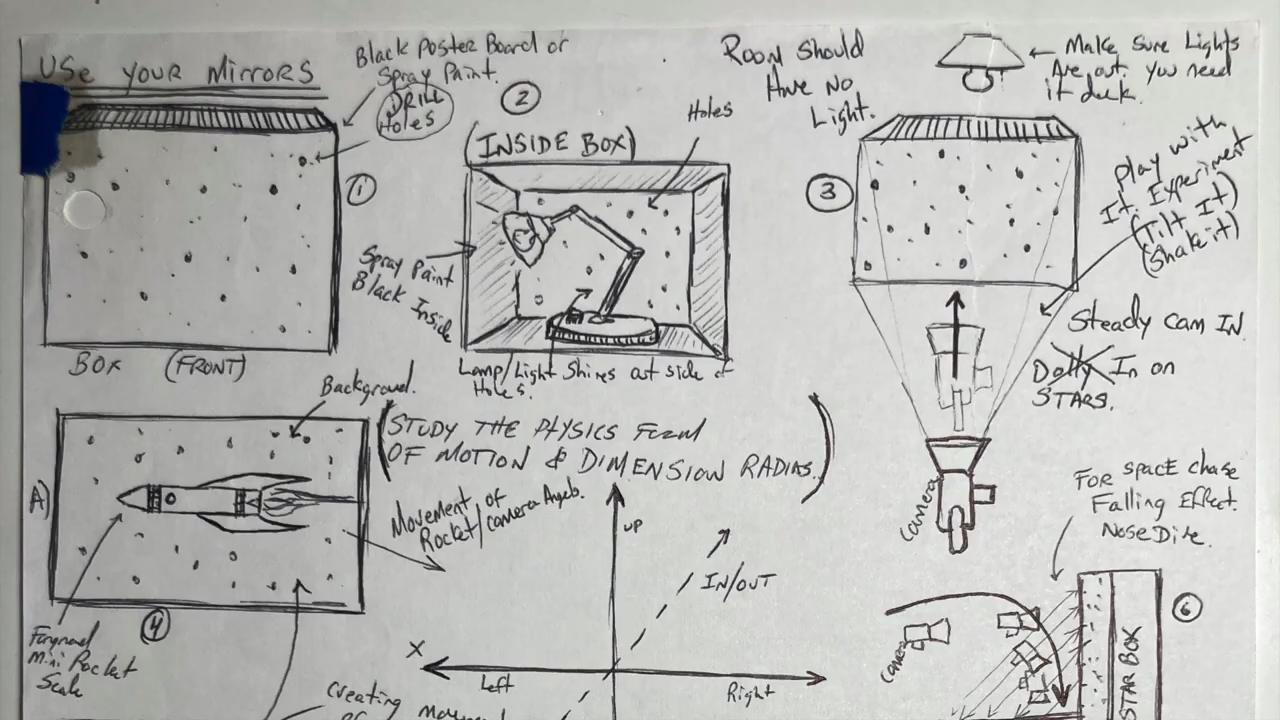 USE YOUR MIRRORS
Black Poster Board or
Spray Paint.
DRILL
Holes
1
BOX (FRONT)
2
(INSIDE BOX)
Holes
Spray Paint
Black Inside
Lamp/Light Shines out side of
Holes.
ROOM Should
Have No
Light.
Make Sure Lights
Are out. You need
it dark.
3
Play with
It. Experiment
(Tilt It)
(Shake it)
Steady Cam IN
Dolly In on
STARS.
Camera
Background.
A)
4
mini Rocket
Scale
(STUDY THE PHYSICS
OF MOTION & DIMENSION RADIAS.)
Movement of
Rocket/camera
UP
IN/OUT
X
Left
Right
creating
FOR space chase
Falling Effect.
Nose Dive.
Camera
STAR BOX
6